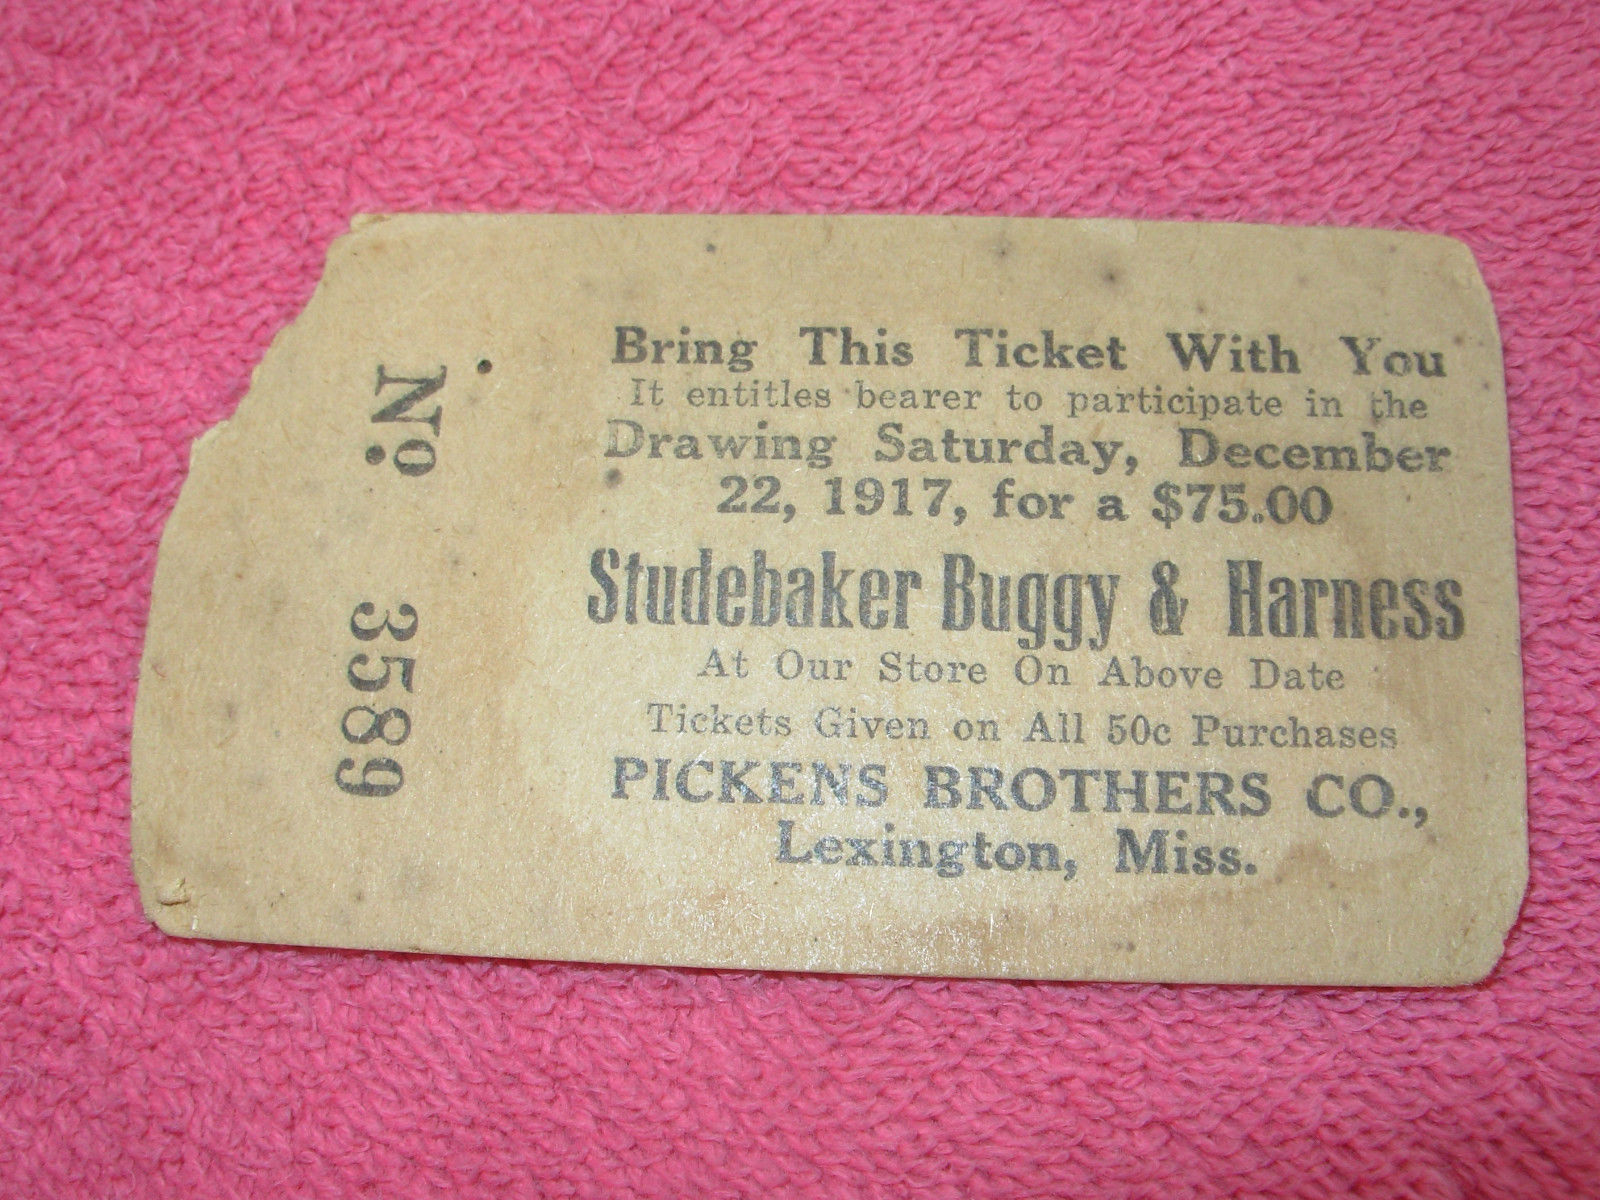 No. 3589
Bring This Ticket With You
It entitles bearer to participate in the
Drawing Saturday, December
22, 1917, for a $75.00
Studebaker Buggy & Harness
At Our Store On Above Date
Tickets Given on All 50c Purchases
PICKENS BROTHERS CO.,
Lexington, Miss.